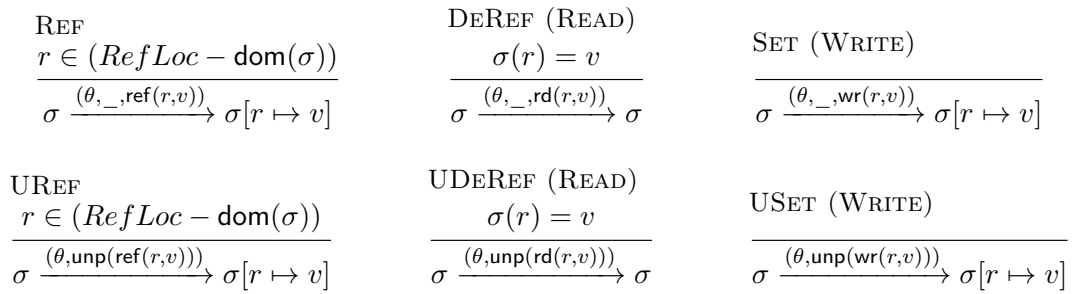 REF
r ∈ (RefLoc − dom(σ))
σ —(θ,_,ref(r,v))→ σ[r ↦ v]
DEREF (READ)
σ(r) = v
σ —(θ,_,rd(r,v))→ σ
SET (WRITE)
σ —(θ,_,wr(r,v))→ σ[r ↦ v]
UREF
r ∈ (RefLoc − dom(σ))
σ —(θ,unp(ref(r,v)))→ σ[r ↦ v]
UDEREF (READ)
σ(r) = v
σ —(θ,unp(rd(r,v)))→ σ
USET (WRITE)
σ —(θ,unp(wr(r,v)))→ σ[r ↦ v]